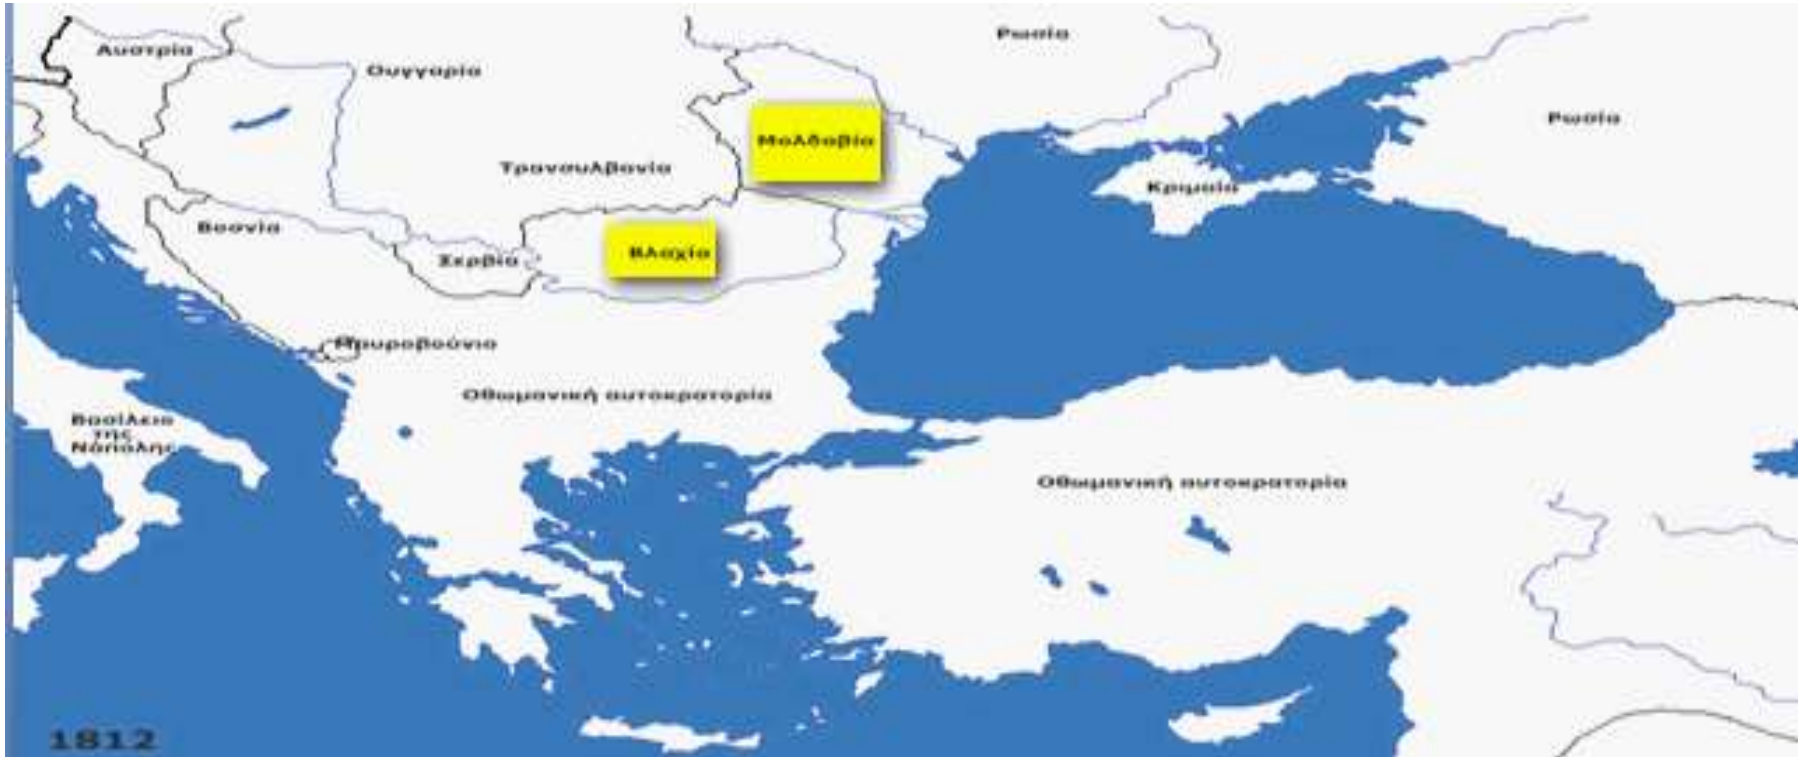 Αυστρία
Ουγγαρία
Ρωσία
Ρωσία
Μολδαβία
Τρανσυλβανία
Κριμαία
Βοσνία
Σερβία
Βλαχία
Μαυροβούνιο
Οθωμανική αυτοκρατορία
Βασίλειο
της
Νάπολης
Οθωμανική αυτοκρατορία
1812